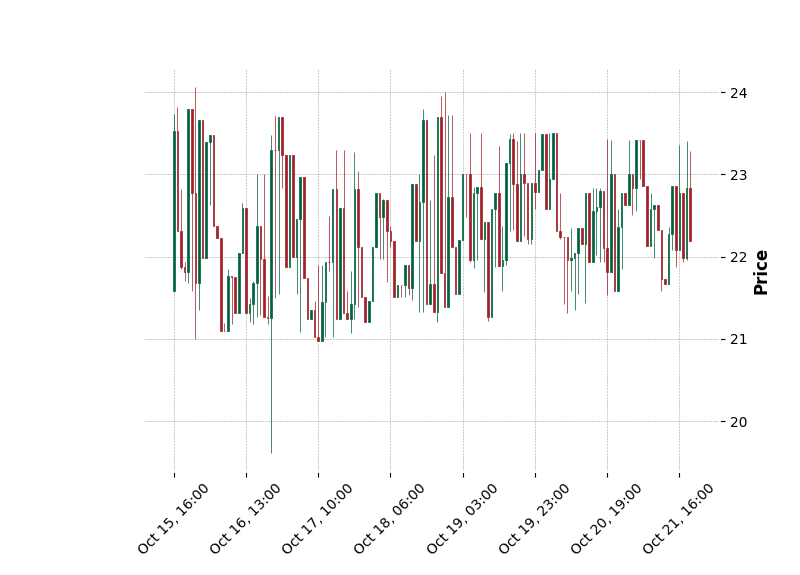 24
23
22
21
20
Price
Oct 15, 16:00
Oct 16, 13:00
Oct 17, 10:00
Oct 18, 06:00
Oct 19, 03:00
Oct 19, 23:00
Oct 20, 19:00
Oct 21, 16:00